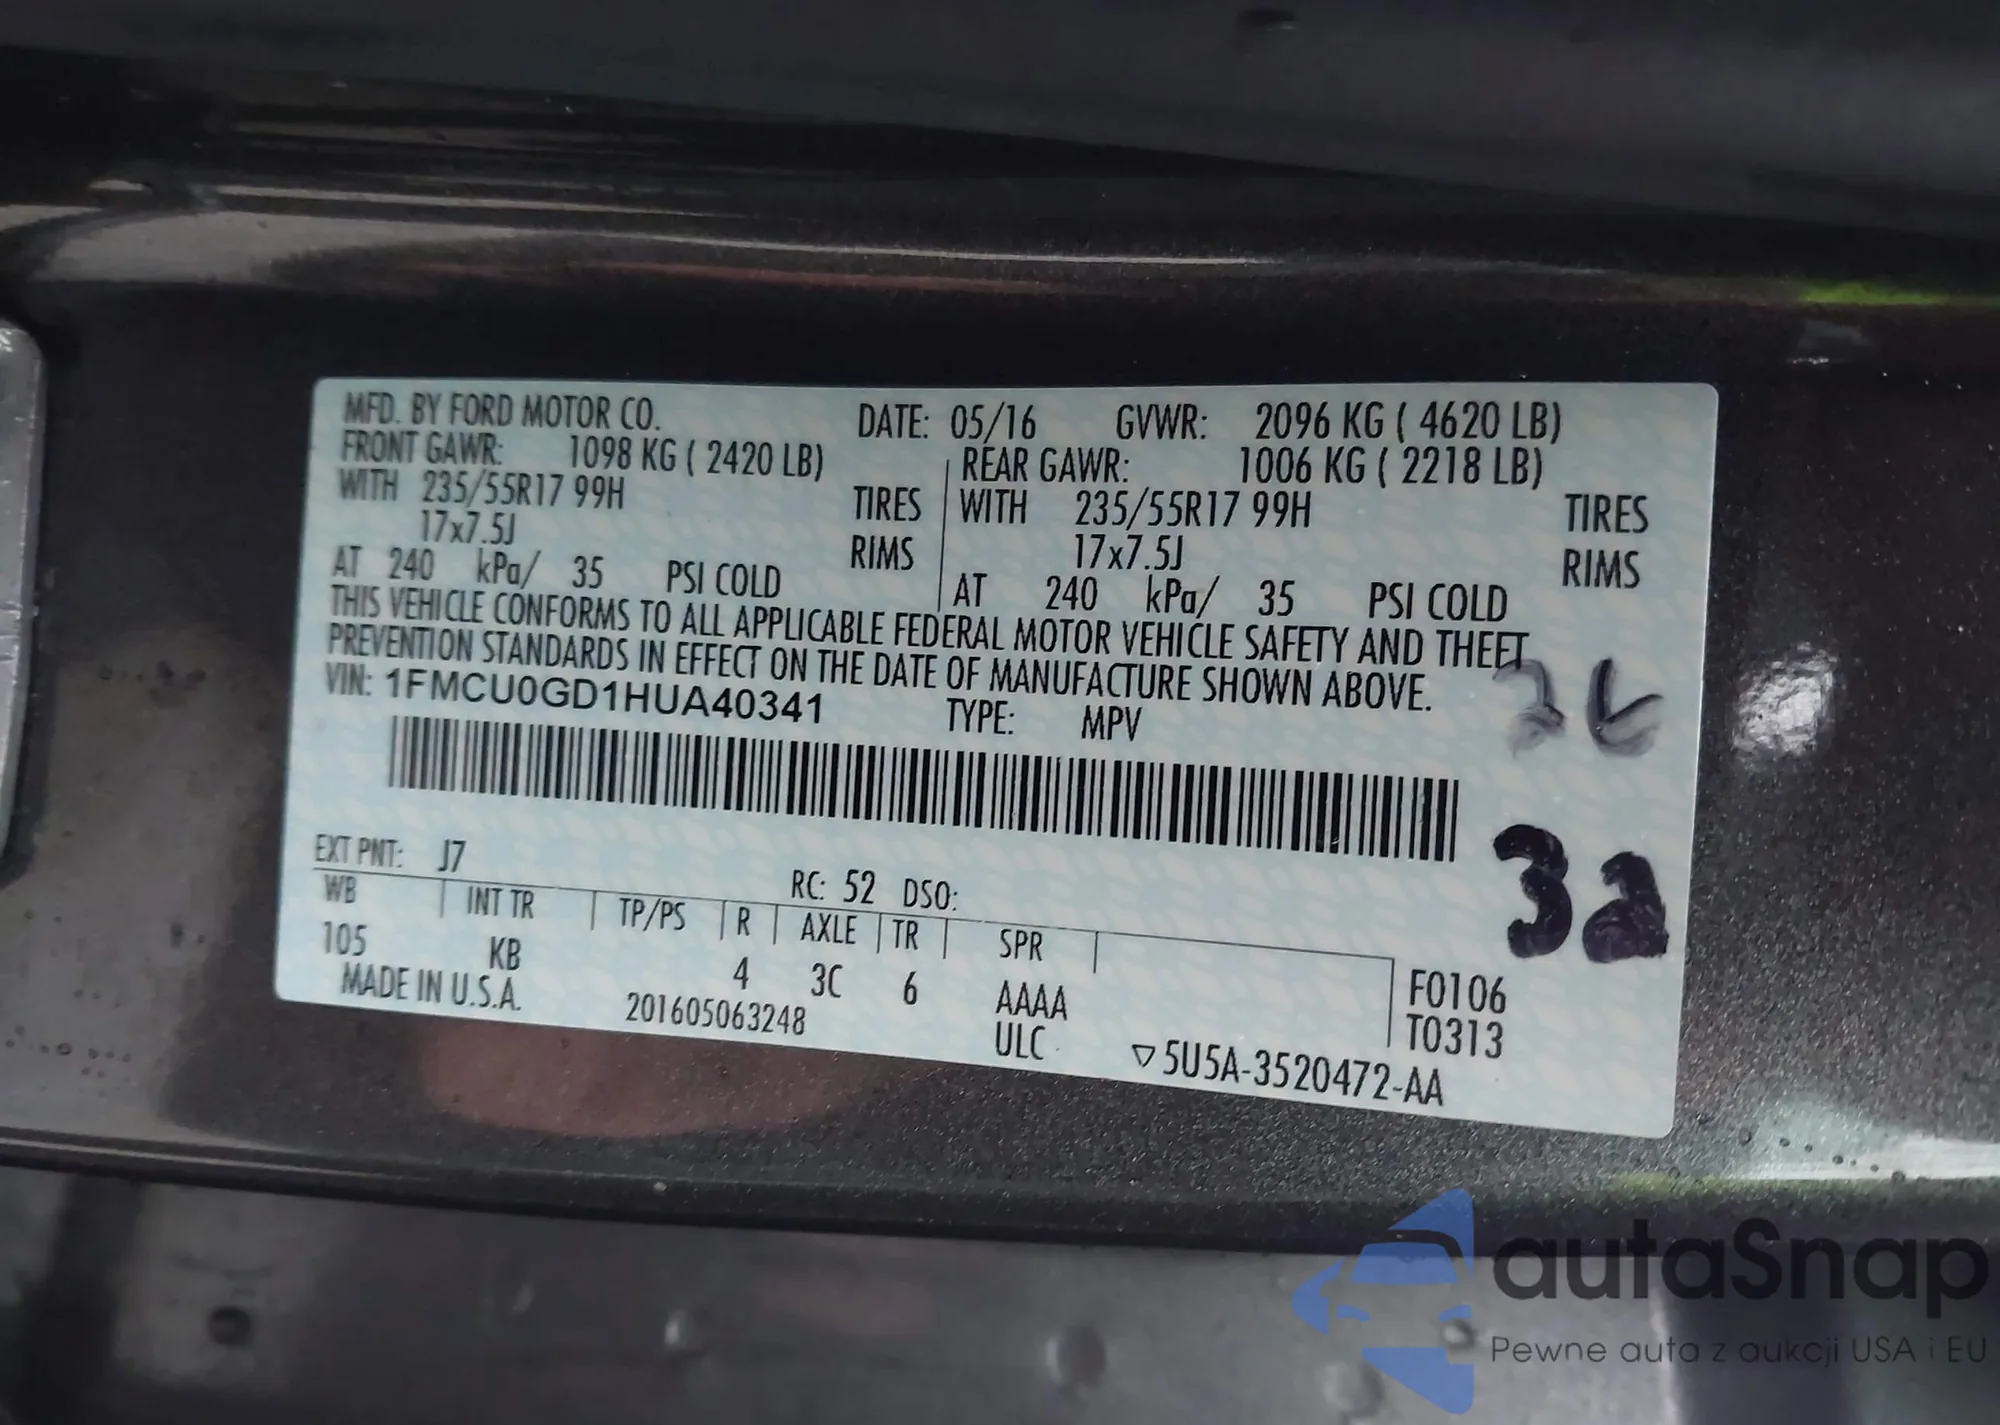 MFD. BY FORD MOTOR CO. DATE: 05/16 GVWR: 2096 KG ( 4620 LB)
FRONT GAWR: 1098 KG ( 2420 LB) REAR GAWR: 1006 KG ( 2218 LB)
WITH 235/55R17 99H TIRES WITH 235/55R17 99H TIRES
17x7.5J RIMS 17x7.5J RIMS
AT 240 kPa/ 35 PSI COLD AT 240 kPa/ 35 PSI COLD
THIS VEHICLE CONFORMS TO ALL APPLICABLE FEDERAL MOTOR VEHICLE SAFETY AND THEFT
PREVENTION STANDARDS IN EFFECT ON THE DATE OF MANUFACTURE SHOWN ABOVE.
VIN: 1FMCU0GD1HUA40341 TYPE: MPV
32
EXT PNT: J7 RC: 52 DSO:
WB INT TR TP/PS R AXLE TR SPR
105 KB 4 3C 6 AAAA F0106
MADE IN U.S.A. 201605063248 ULC T0313
▽5U5A-3520472-AA
autaSnap
Pewne auta z aukcji USA i EU